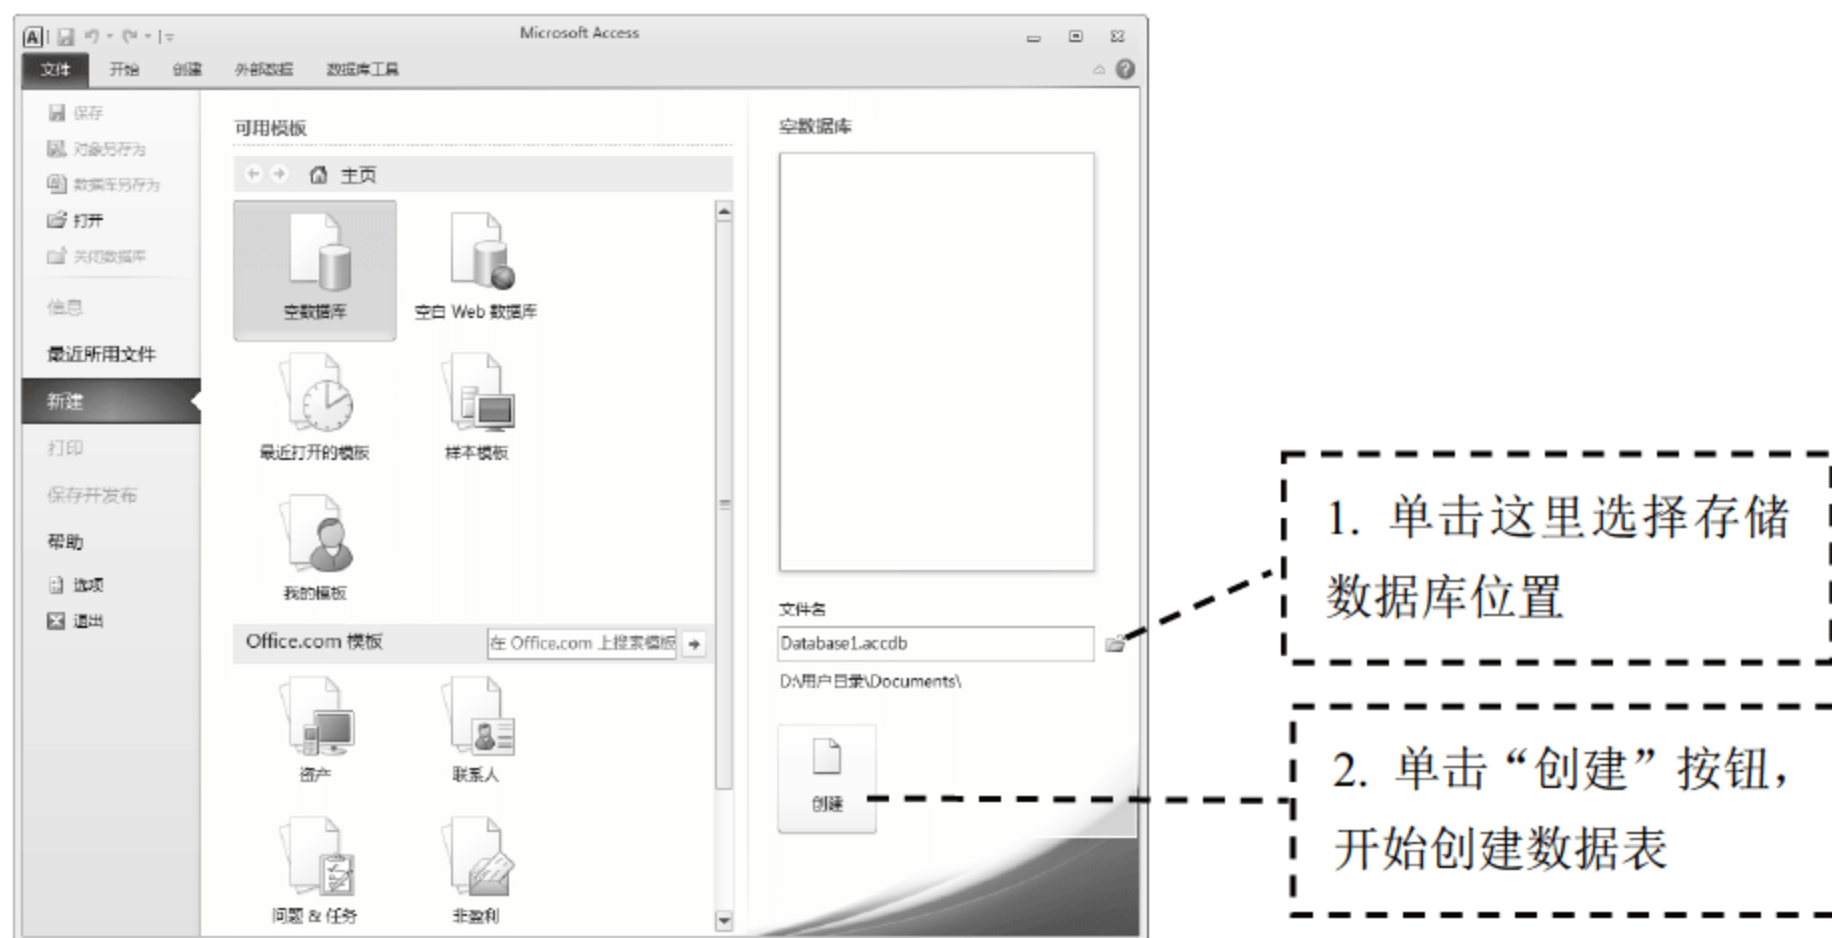 Microsoft Access
文件 开始 创建 外部数据 数据库工具
保存
对象另存为
数据库另存为
打开
关闭数据库
信息
最近所用文件
新建
打印
保存并发布
帮助
选项
退出
可用模板
主页
空数据库
空白 Web 数据库
最近打开的模板
样本模板
我的模板
Office.com 模板
在 Office.com 上搜索模板
资产
联系人
问题 & 任务
非盈利
空数据库
文件名
Database1.accdb
D:\用户目录\Documents\
创建
1. 单击这里选择存储
数据库位置
2. 单击“创建”按钮，
开始创建数据表